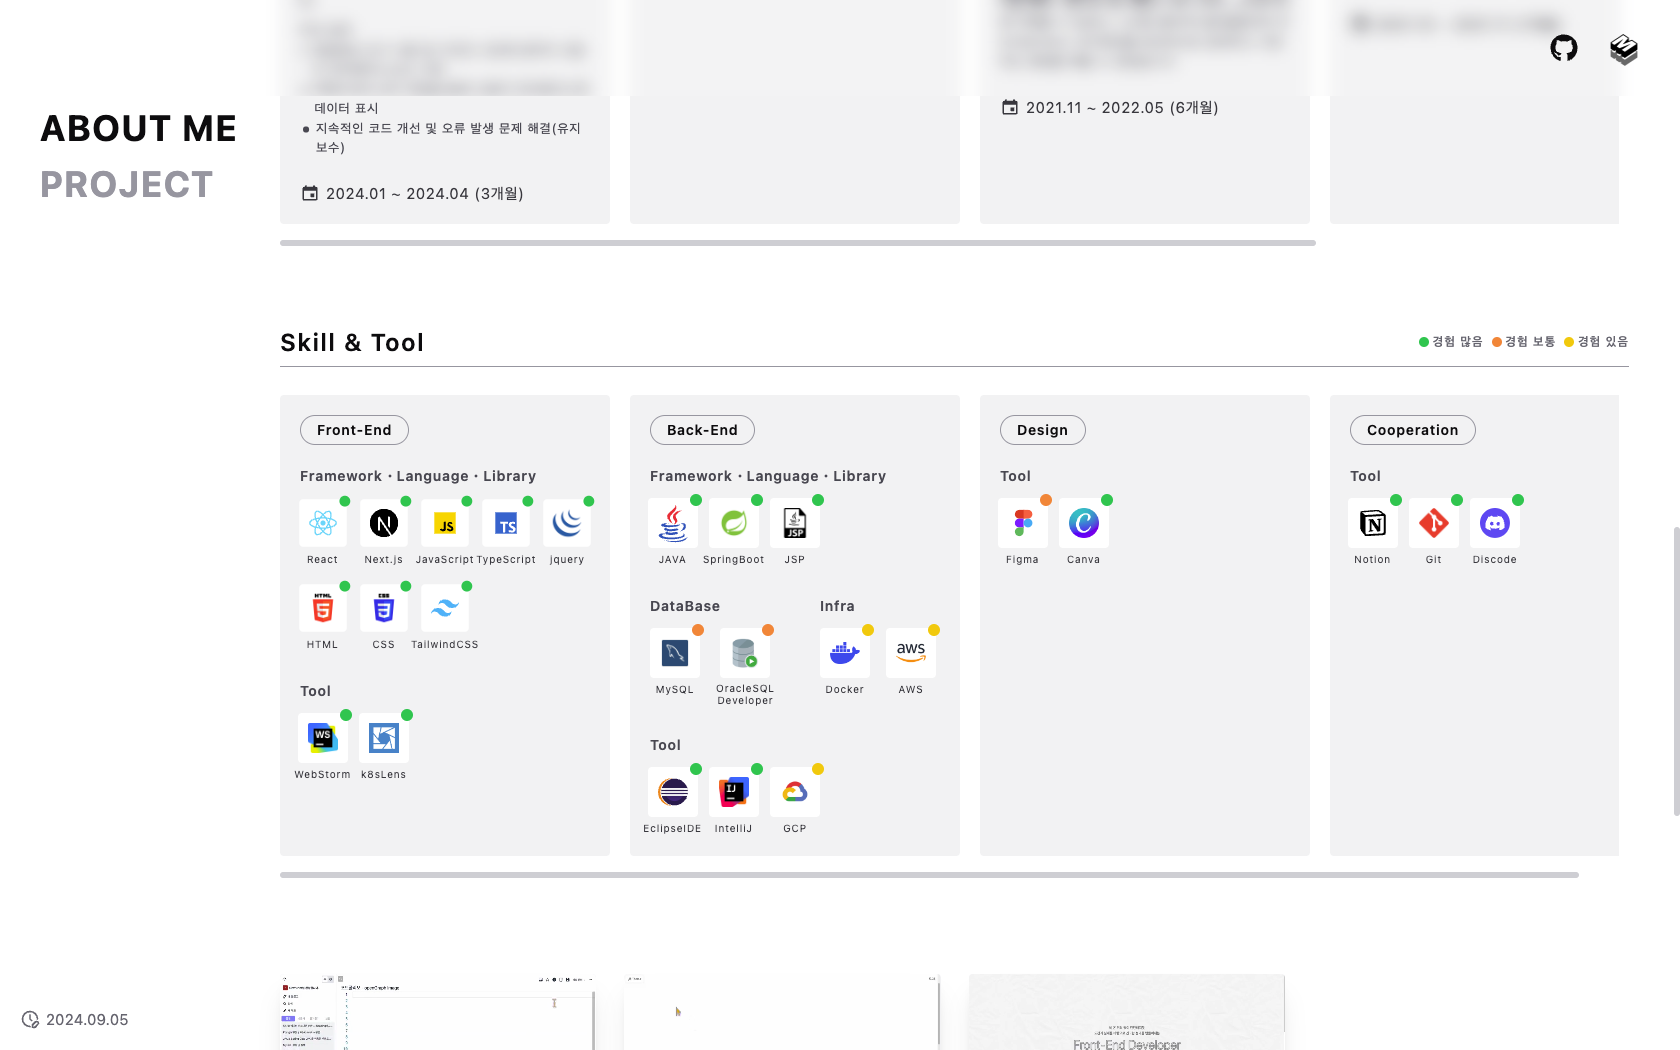 데이터 표시
지속적인 코드 개선 및 오류 발생 문제 해결(유지
보수)
2024.01 ~ 2024.04 (3개월)
2021.11 ~ 2022.05 (6개월)
ABOUT ME
PROJECT
Skill & Tool
경험 많음 경험 보통 경험 있음
Front-End
Framework · Language · Library
React Next.js JavaScript TypeScript jquery
HTML CSS TailwindCSS
Tool
WebStorm k8sLens
Back-End
Framework · Language · Library
JAVA SpringBoot JSP
DataBase Infra
MySQL OracleSQL Developer Docker AWS
Tool
EclipseIDE IntelliJ GCP
Design
Tool
Figma Canva
Cooperation
Tool
Notion Git Discode
Front-End Developer
2024.09.05